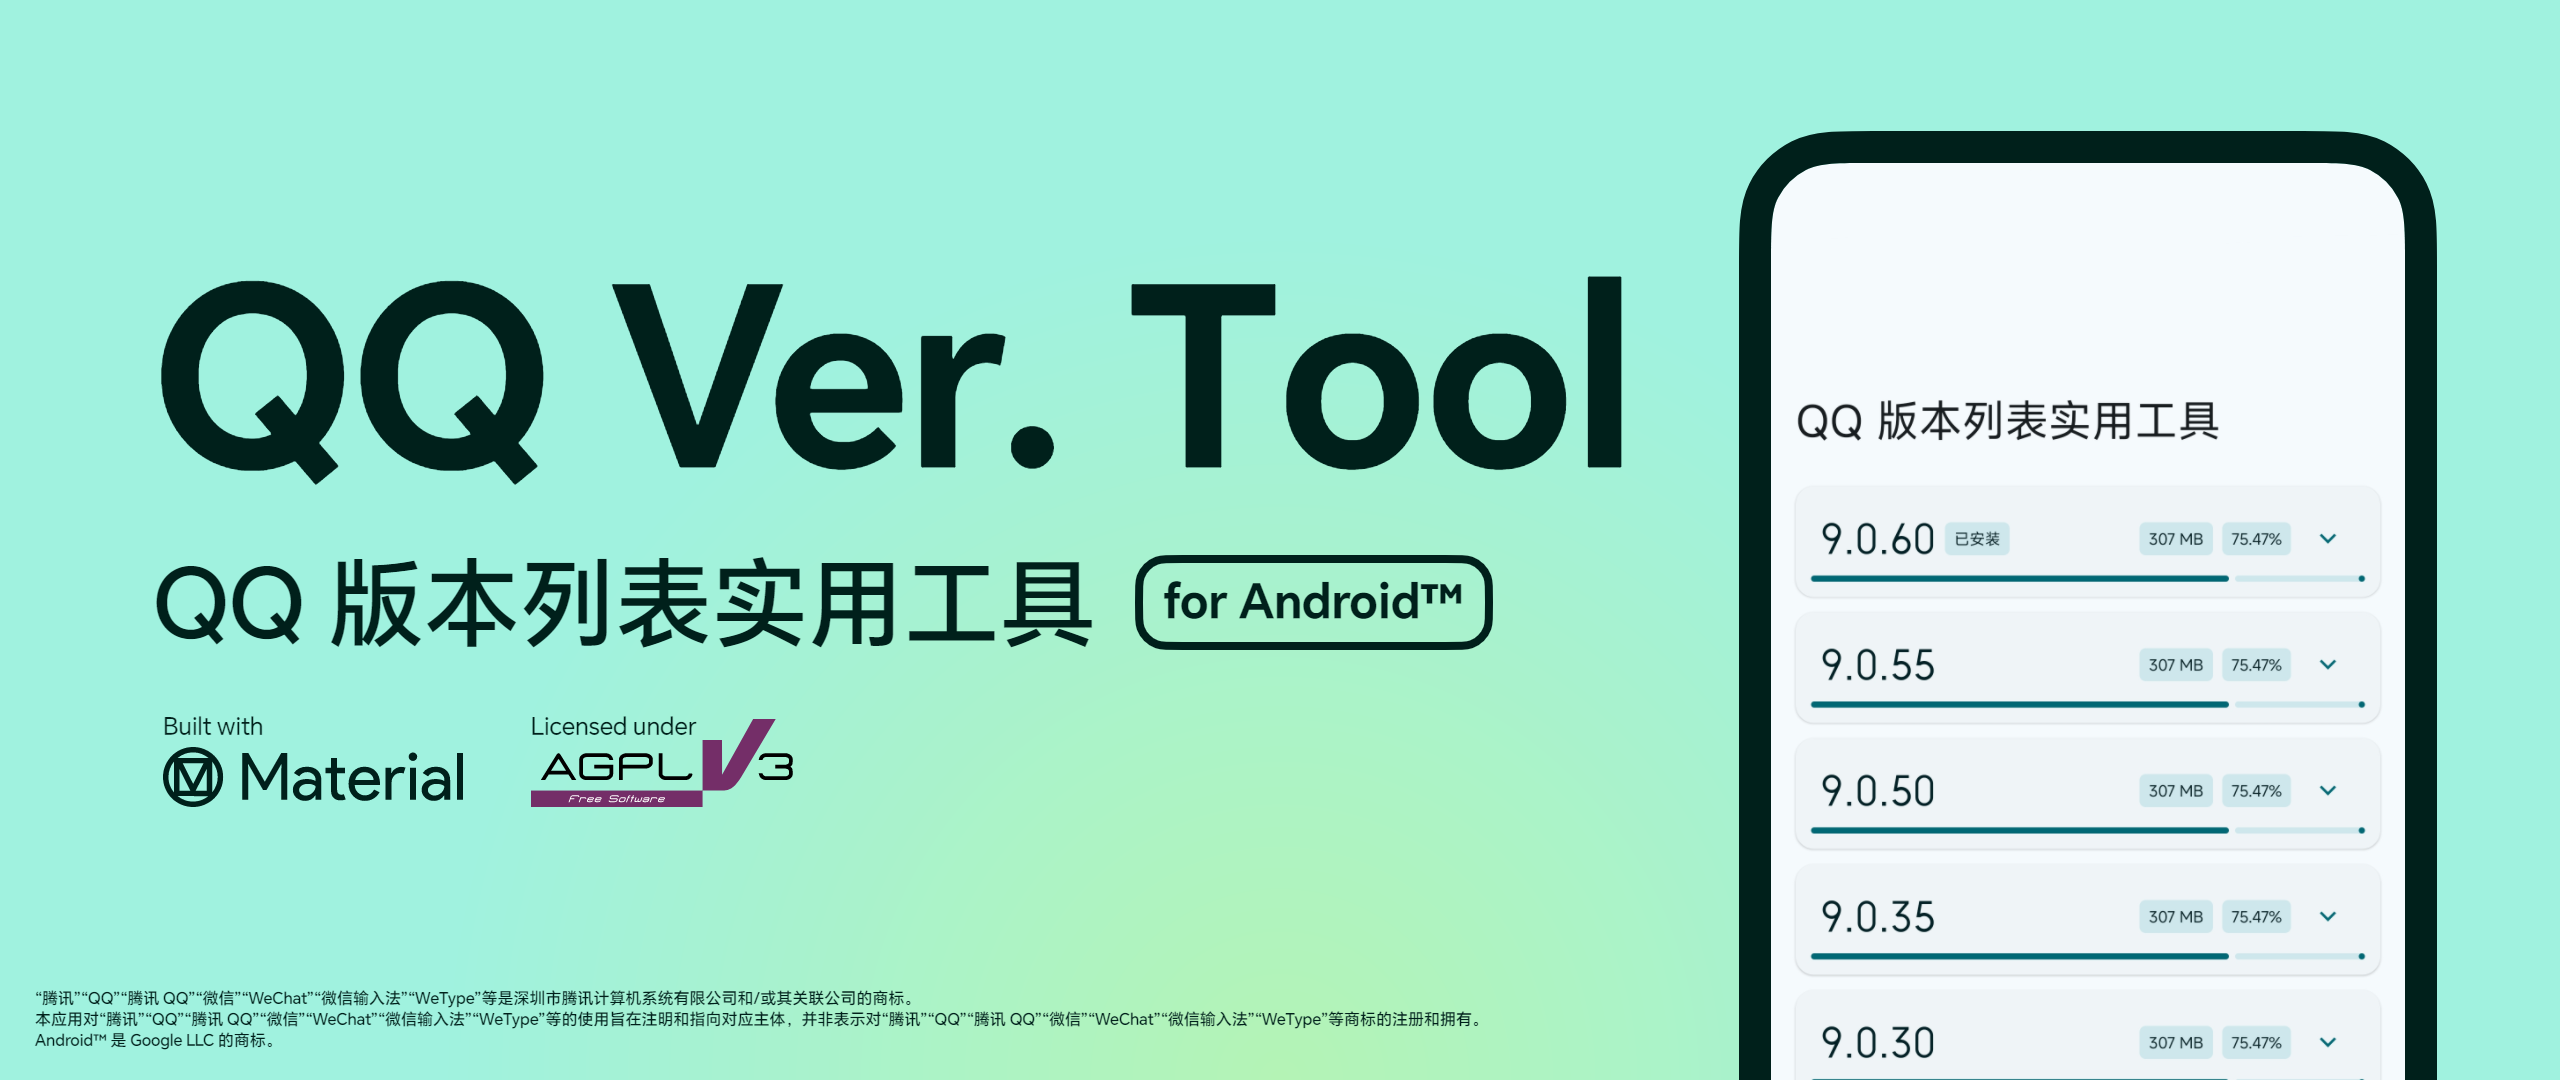 QQ Ver. Tool
QQ 版本列表实用工具
for Android™
Built with
Material
Licensed under
AGPL v3
Free Software
“腾讯”“QQ”“腾讯 QQ”“微信”“WeChat”“微信输入法”“WeType”等是深圳市腾讯计算机系统有限公司和/或其关联公司的商标。
本应用对“腾讯”“QQ”“腾讯 QQ”“微信”“WeChat”“微信输入法”“WeType”等的使用旨在注明和指向对应主体，并非表示对“腾讯”“QQ”“腾讯 QQ”“微信”“WeChat”“微信输入法”“WeType”等商标的注册和拥有。
Android™ 是 Google LLC 的商标。
QQ 版本列表实用工具
9.0.60 已安装 307 MB 75.47%
9.0.55 307 MB 75.47%
9.0.50 307 MB 75.47%
9.0.35 307 MB 75.47%
9.0.30 307 MB 75.47%